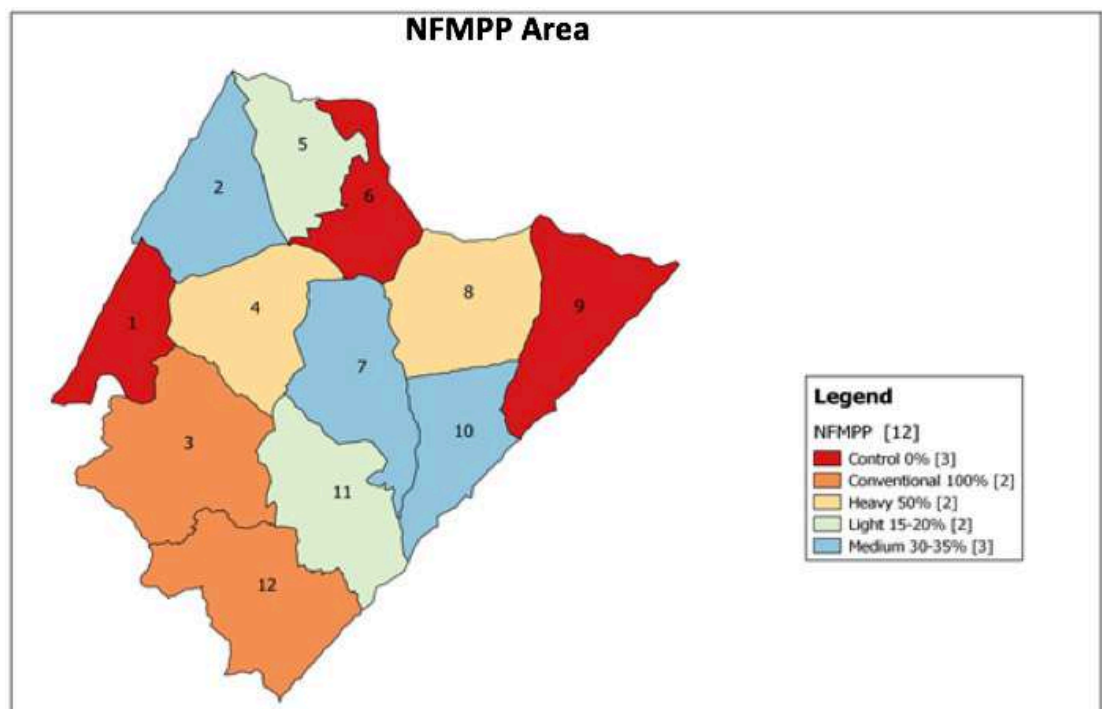 NFMPP Area
5
2
6
8
9
4
1
7
10
3
11
12
Legend
NFMPP [12]
Control 0% [3]
Conventional 100% [2]
Heavy 50% [2]
Light 15-20% [2]
Medium 30-35% [3]